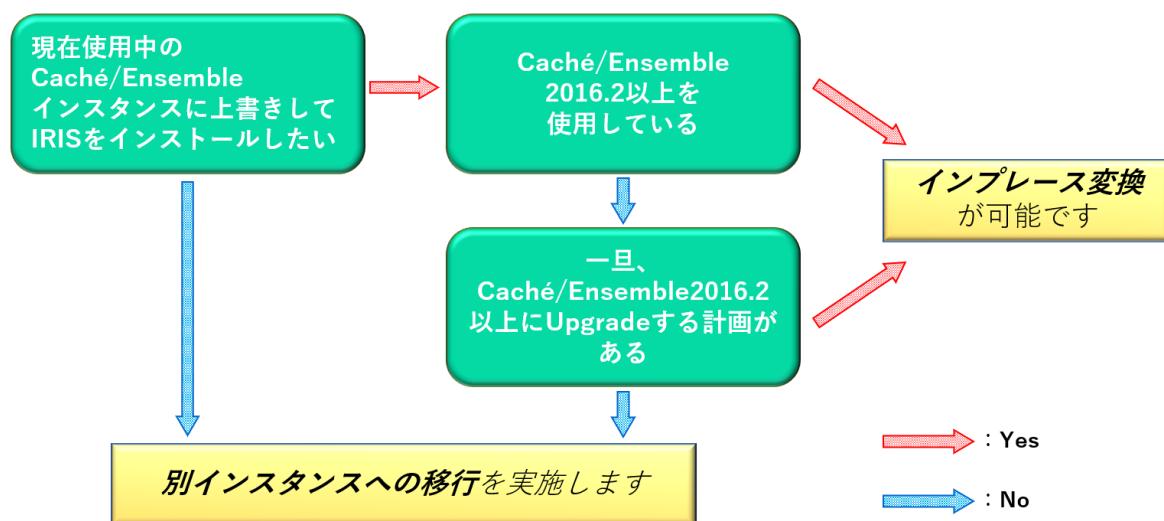 現在使用中の
Caché/Ensemble
インスタンスに上書きして
IRISをインストールしたい
Caché/Ensemble
2016.2以上を
使用している
インプレース変換
が可能です
一旦、
Caché/Ensemble2016.2
以上にUpgradeする計画が
ある
別インスタンスへの移行を実施します
：Yes
：No